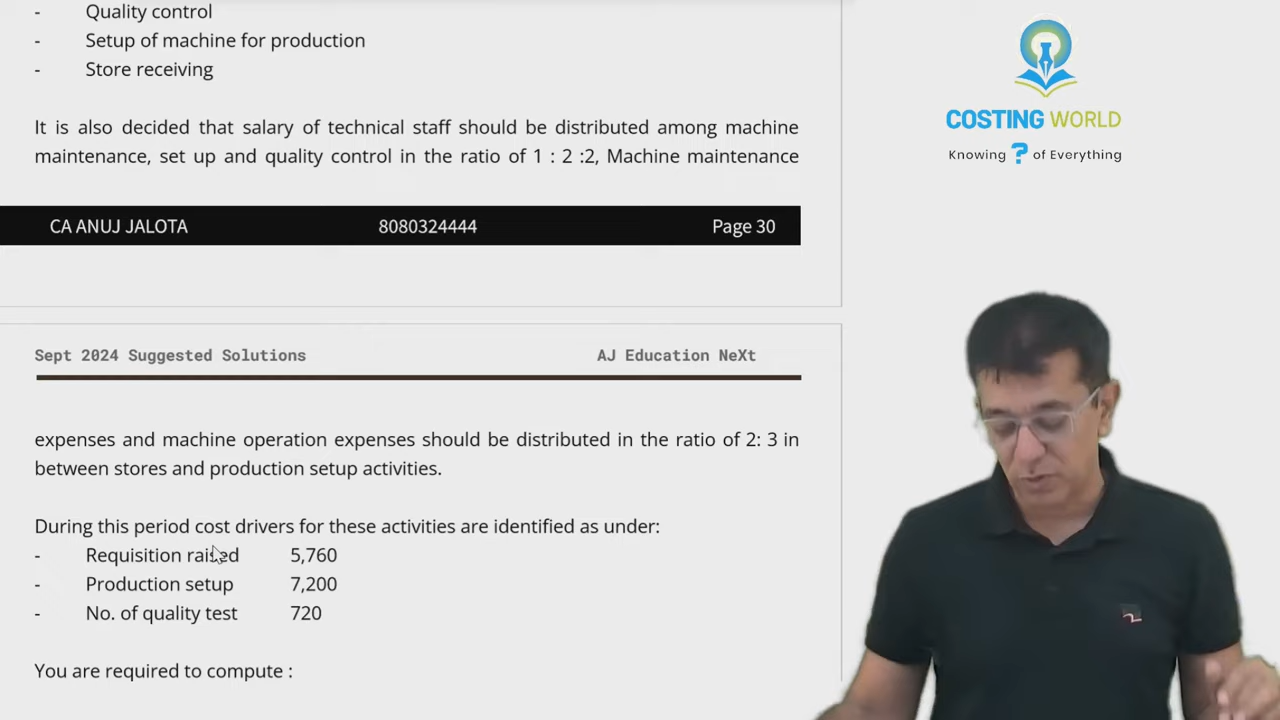 - Quality control
- Setup of machine for production
- Store receiving
It is also decided that salary of technical staff should be distributed among machine
maintenance, set up and quality control in the ratio of 1 : 2 :2, Machine maintenance
CA ANUJ JALOTA 8080324444 Page 30
Sept 2024 Suggested Solutions AJ Education NeXt
expenses and machine operation expenses should be distributed in the ratio of 2: 3 in
between stores and production setup activities.
During this period cost drivers for these activities are identified as under:
- Requisition raised 5,760
- Production setup 7,200
- No. of quality test 720
You are required to compute :
COSTING WORLD
Knowing ? of Everything